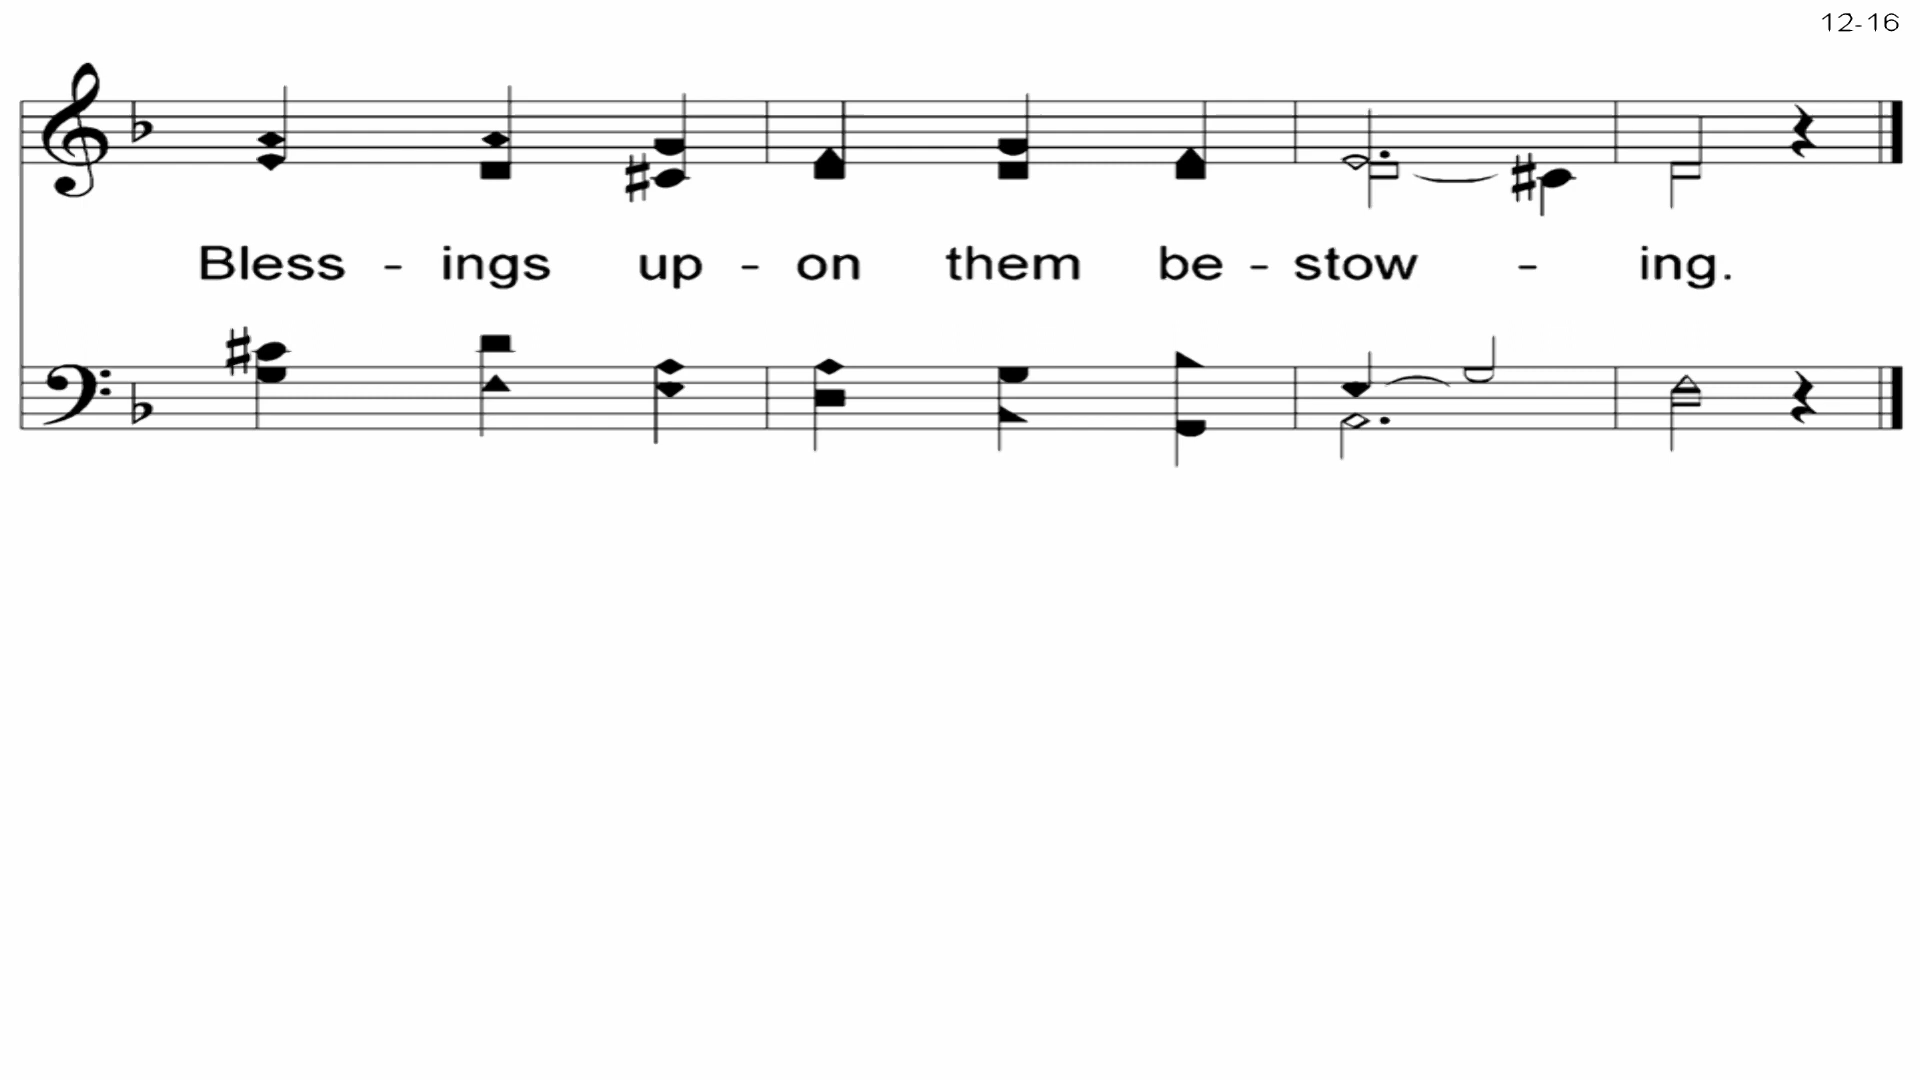 12-16
Bless - ings up - on them be - stow - ing.